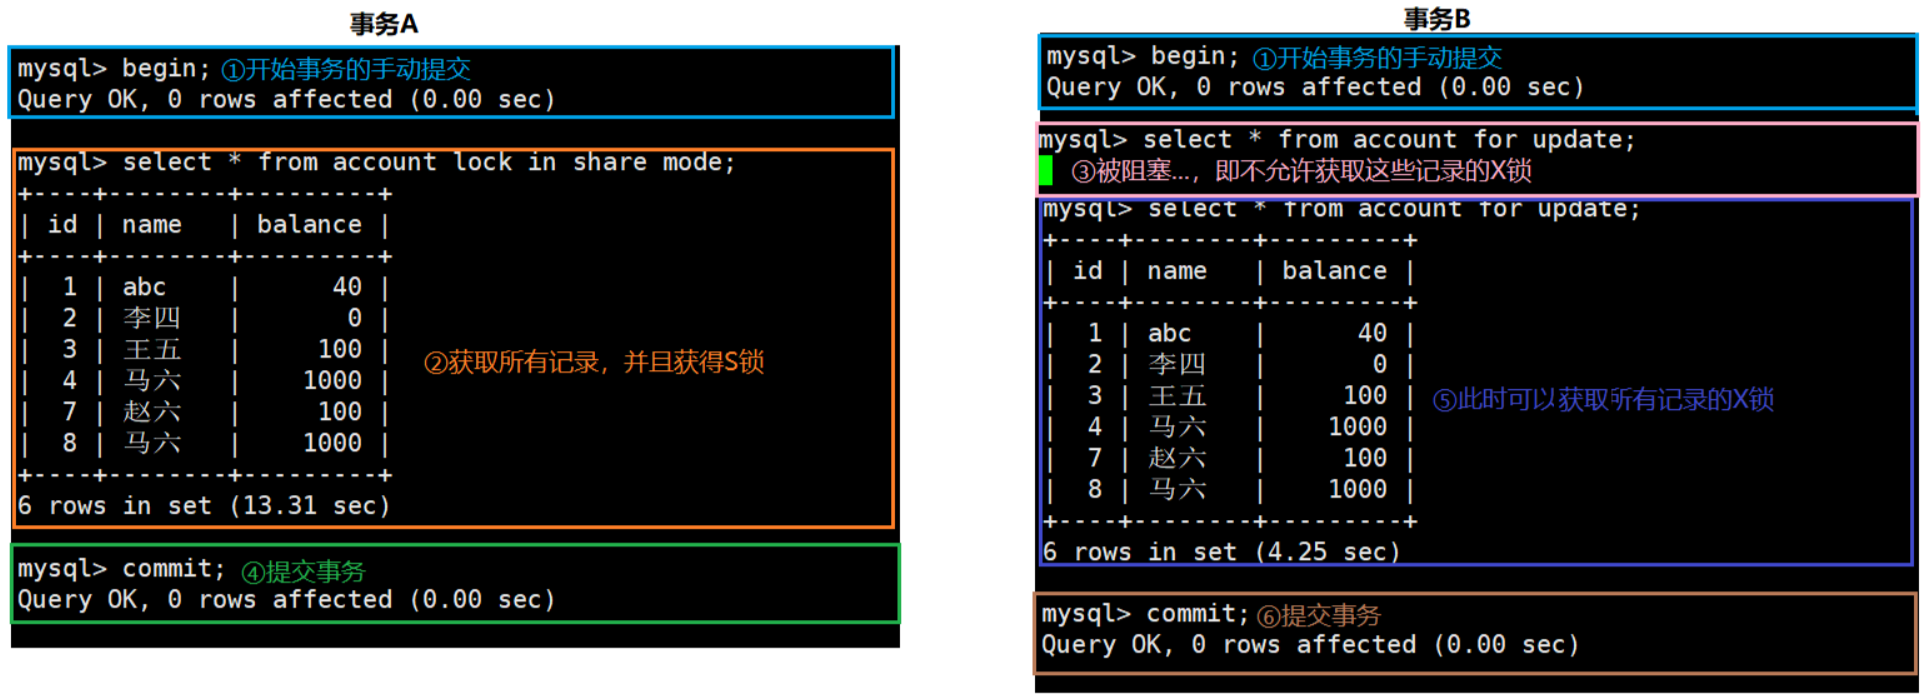 事务A
mysql> begin; ①开始事务的手动提交
Query OK, 0 rows affected (0.00 sec)
mysql> select * from account lock in share mode;
+----+--------+---------+
| id | name   | balance |
+----+--------+---------+
|  1 | abc    |      40 |
|  2 | 李四   |       0 |
|  3 | 王五   |     100 |
|  4 | 马六   |    1000 |
|  7 | 赵六   |     100 |
|  8 | 马六   |    1000 |
+----+--------+---------+
6 rows in set (13.31 sec)
②获取所有记录，并且获得S锁
mysql> commit; ④提交事务
Query OK, 0 rows affected (0.00 sec)
事务B
mysql> begin; ①开始事务的手动提交
Query OK, 0 rows affected (0.00 sec)
mysql> select * from account for update;
③被阻塞...，即不允许获取这些记录的X锁
mysql> select * from account for update;
+----+--------+---------+
| id | name   | balance |
+----+--------+---------+
|  1 | abc    |      40 |
|  2 | 李四   |       0 |
|  3 | 王五   |     100 |
|  4 | 马六   |    1000 |
|  7 | 赵六   |     100 |
|  8 | 马六   |    1000 |
+----+--------+---------+
6 rows in set (4.25 sec)
⑤此时可以获取所有记录的X锁
mysql> commit; ⑥提交事务
Query OK, 0 rows affected (0.00 sec)